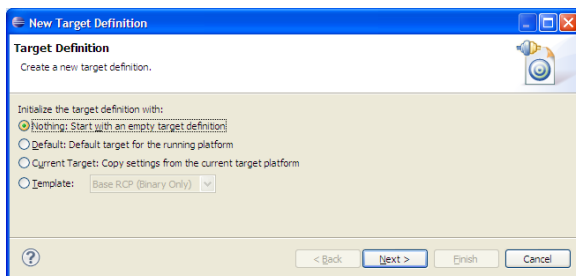 New Target Definition
Target Definition
Create a new target definition.
Initialize the target definition with:
Nothing: Start with an empty target definition
Default: Default target for the running platform
Current Target: Copy settings from the current target platform
Template: Base RCP (Binary Only)
< Back Next > Finish Cancel